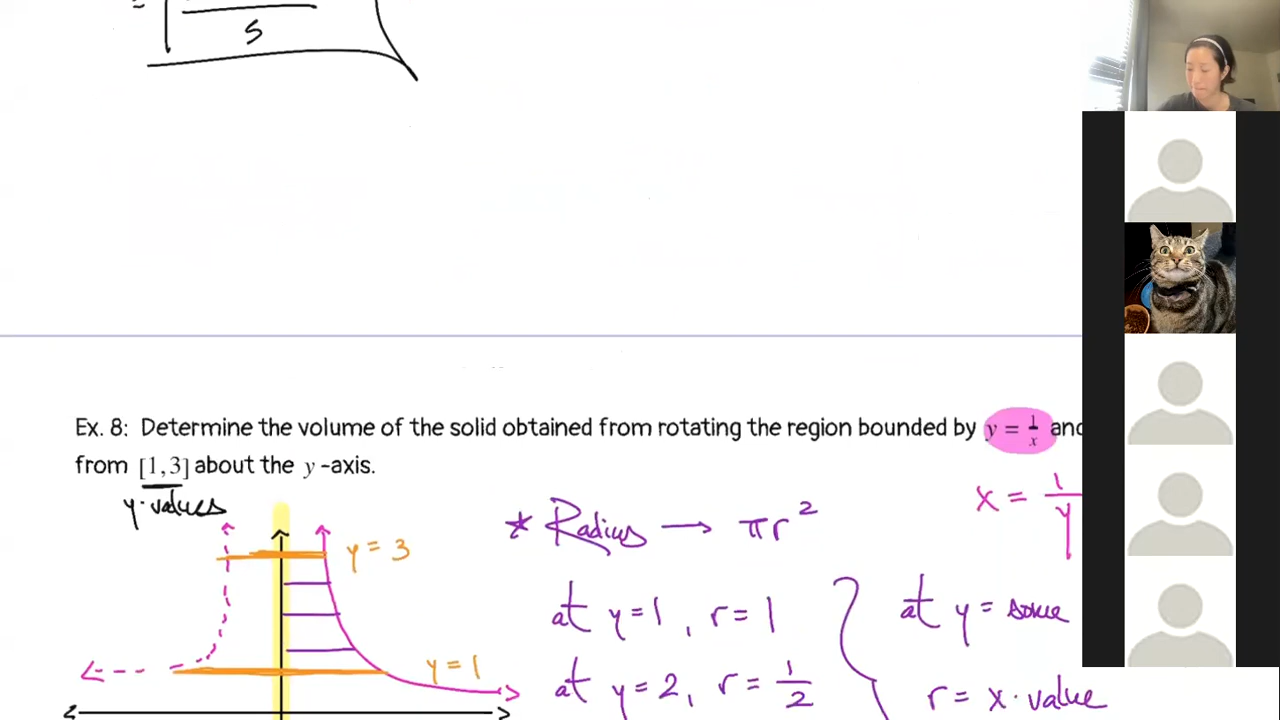 =
5
Ex. 8: Determine the volume of the solid obtained from rotating the region bounded by y = 1/x and
from [1,3] about the y-axis.
y-values
y = 3
y = 1
* Radius → πr²
x = 1/y
at y=1, r=1
at y=2, r= 1/2
at y = some
r = x-value